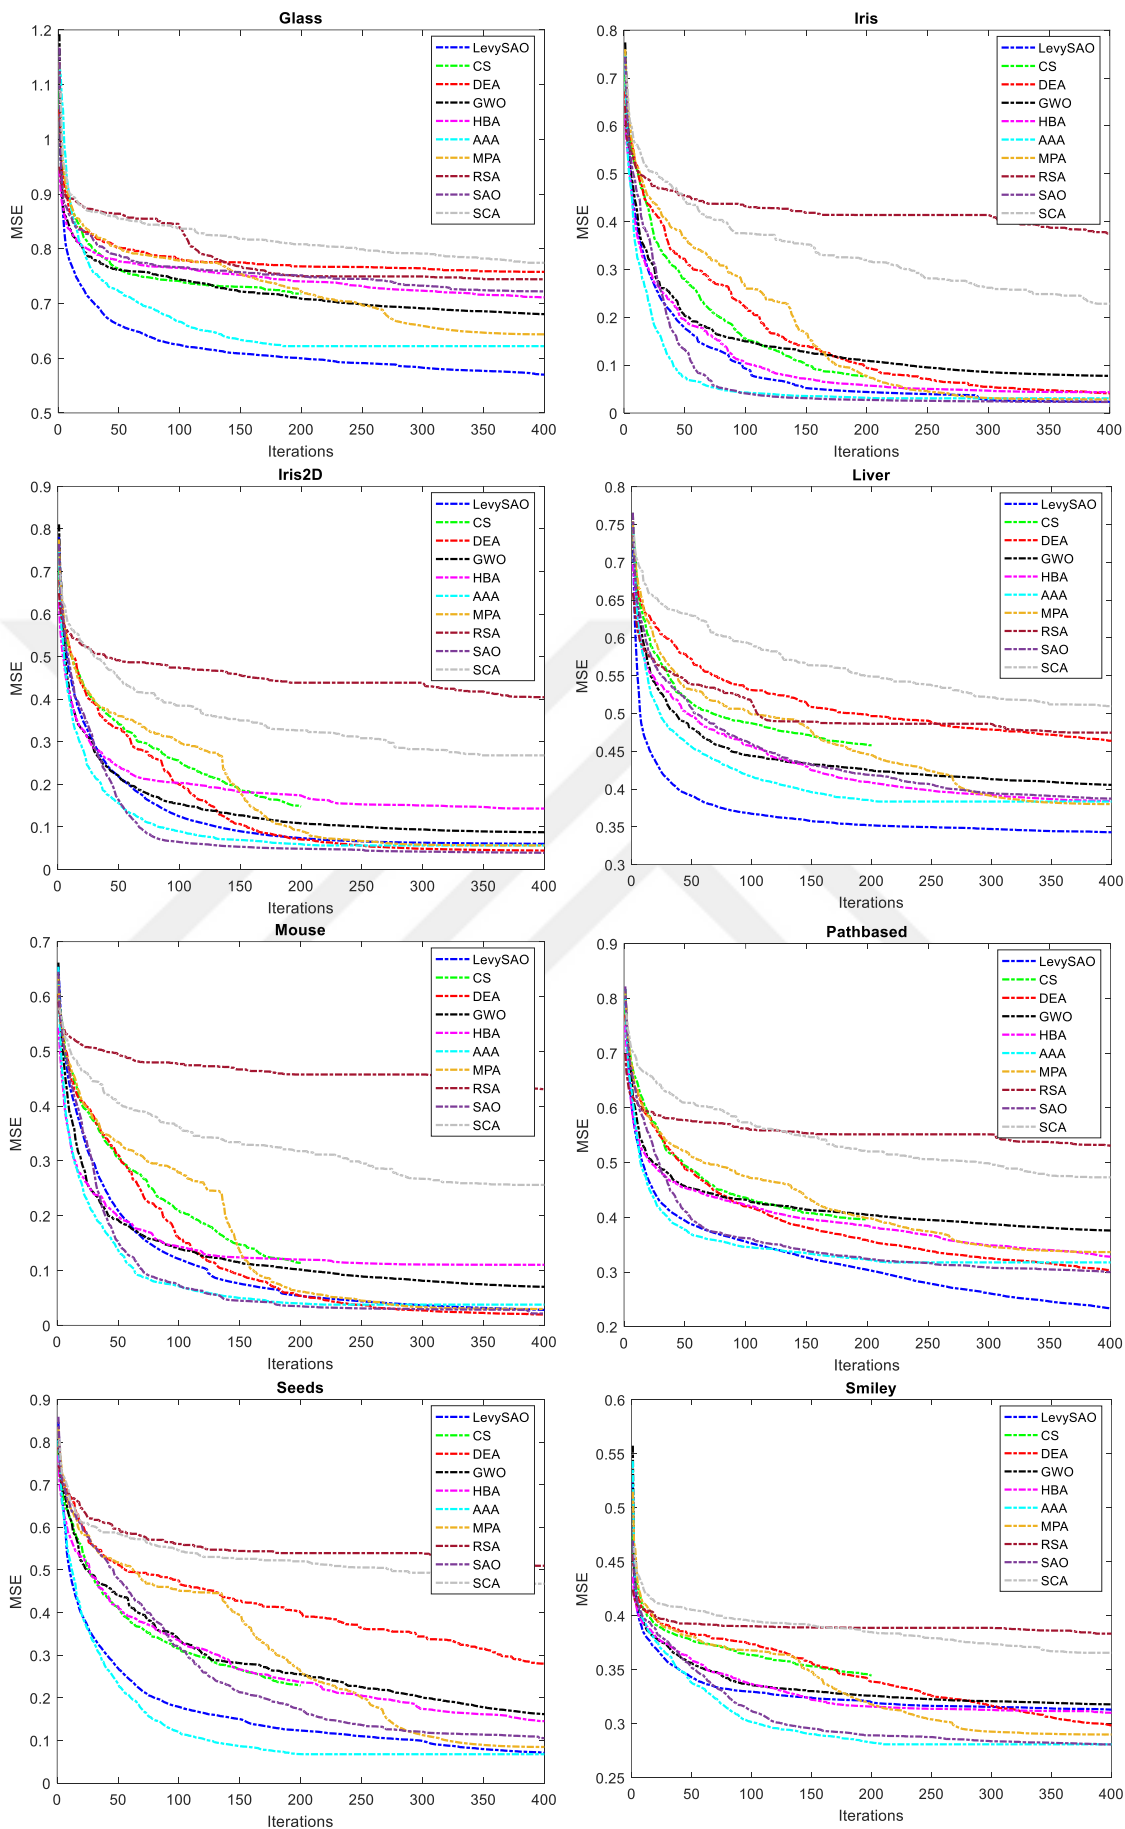 Glass
1.2
1.1
1
0.9
0.8
0.7
0.6
0.5
MSE
0 50 100 150 200 250 300 350 400
Iterations
LevySAO
CS
DEA
GWO
HBA
AAA
MPA
RSA
SAO
SCA
Iris
0.8
0.7
0.6
0.5
0.4
0.3
0.2
0.1
0
MSE
0 50 100 150 200 250 300 350 400
Iterations
LevySAO
CS
DEA
GWO
HBA
AAA
MPA
RSA
SAO
SCA
Iris2D
0.9
0.8
0.7
0.6
0.5
0.4
0.3
0.2
0.1
0
MSE
0 50 100 150 200 250 300 350 400
Iterations
LevySAO
CS
DEA
GWO
HBA
AAA
MPA
RSA
SAO
SCA
Liver
0.8
0.75
0.7
0.65
0.6
0.55
0.5
0.45
0.4
0.35
0.3
MSE
0 50 100 150 200 250 300 350 400
Iterations
LevySAO
CS
DEA
GWO
HBA
AAA
MPA
RSA
SAO
SCA
Mouse
0.7
0.6
0.5
0.4
0.3
0.2
0.1
0
MSE
0 50 100 150 200 250 300 350 400
Iterations
LevySAO
CS
DEA
GWO
HBA
AAA
MPA
RSA
SAO
SCA
Pathbased
0.9
0.8
0.7
0.6
0.5
0.4
0.3
0.2
MSE
0 50 100 150 200 250 300 350 400
Iterations
LevySAO
CS
DEA
GWO
HBA
AAA
MPA
RSA
SAO
SCA
Seeds
0.9
0.8
0.7
0.6
0.5
0.4
0.3
0.2
0.1
0
MSE
0 50 100 150 200 250 300 350 400
Iterations
LevySAO
CS
DEA
GWO
HBA
AAA
MPA
RSA
SAO
SCA
Smiley
0.6
0.55
0.5
0.45
0.4
0.35
0.3
0.25
MSE
0 50 100 150 200 250 300 350 400
Iterations
LevySAO
CS
DEA
GWO
HBA
AAA
MPA
RSA
SAO
SCA